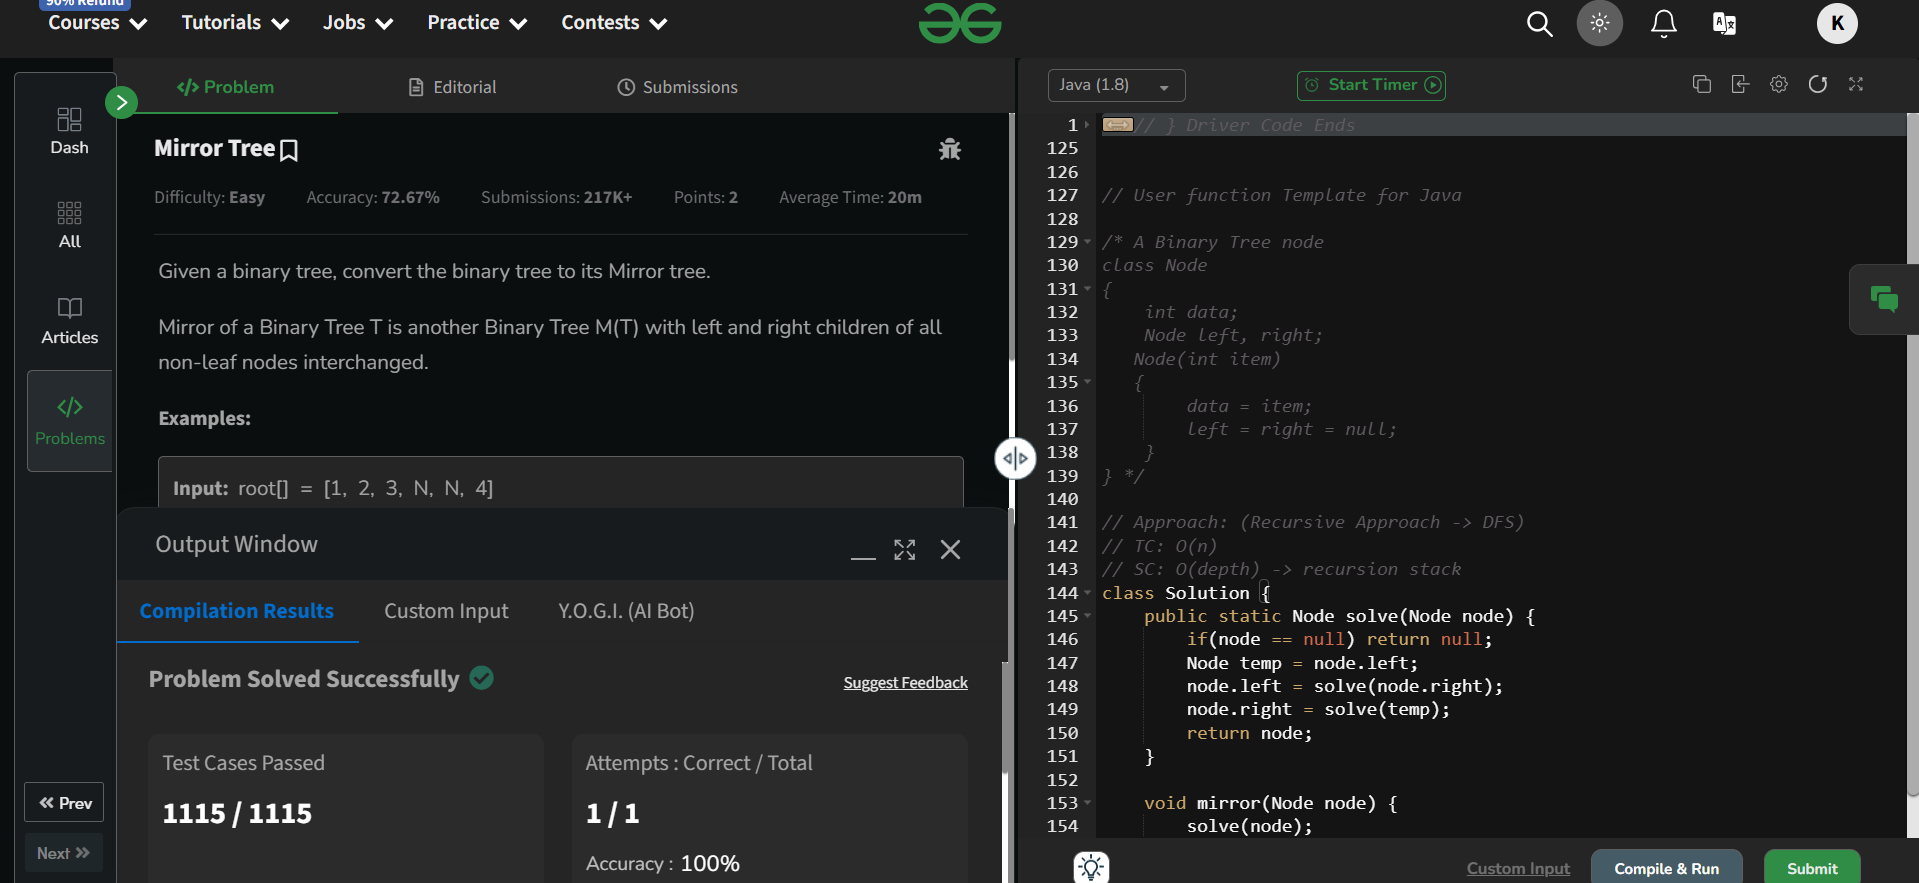 90% Refund
Courses
Tutorials
Jobs
Practice
Contests
K
Problem
Editorial
Submissions
Java (1.8)
Start Timer
Dash
All
Articles
Problems
Prev
Next
Mirror Tree
Difficulty: Easy Accuracy: 72.67% Submissions: 217K+ Points: 2 Average Time: 20m
Given a binary tree, convert the binary tree to its Mirror tree.
Mirror of a Binary Tree T is another Binary Tree M(T) with left and right children of all
non-leaf nodes interchanged.
Examples:
Input: root[] = [1, 2, 3, N, N, 4]
Output Window
Compilation Results Custom Input Y.O.G.I. (AI Bot)
Problem Solved Successfully
Suggest Feedback
Test Cases Passed
1115 / 1115
Attempts : Correct / Total
1 / 1
Accuracy : 100%
1 // } Driver Code Ends
125
126
127 // User function Template for Java
128
129 /* A Binary Tree node
130 class Node
131 {
132 int data;
133 Node left, right;
134 Node(int item)
135 {
136 data = item;
137 left = right = null;
138 }
139 } */
140
141 // Approach: (Recursive Approach -> DFS)
142 // TC: O(n)
143 // SC: O(depth) -> recursion stack
144 class Solution {
145 public static Node solve(Node node) {
146 if(node == null) return null;
147 Node temp = node.left;
148 node.left = solve(node.right);
149 node.right = solve(temp);
150 return node;
151 }
152
153 void mirror(Node node) {
154 solve(node);
Custom Input
Compile & Run
Submit